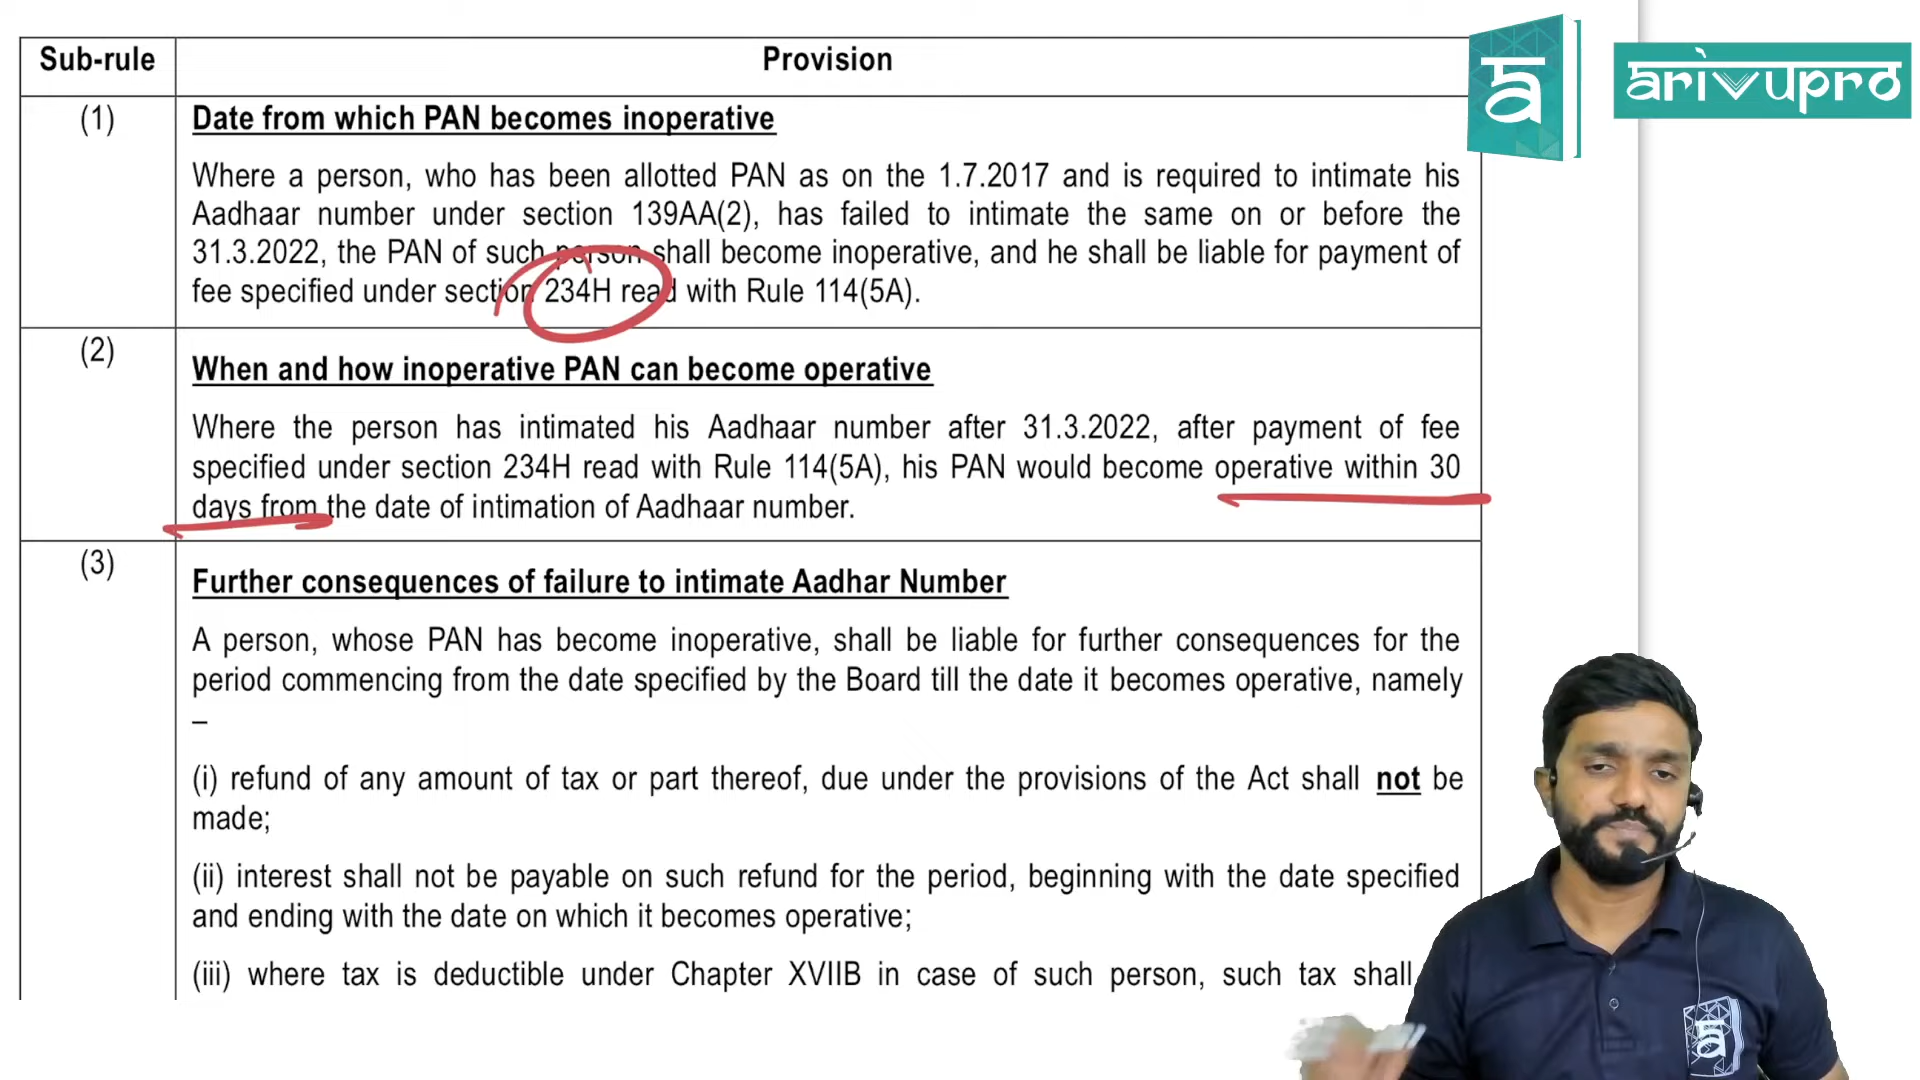 Sub-rule Provision
(1) Date from which PAN becomes inoperative
Where a person, who has been allotted PAN as on the 1.7.2017 and is required to intimate his
Aadhaar number under section 139AA(2), has failed to intimate the same on or before the
31.3.2022, the PAN of such person shall become inoperative, and he shall be liable for payment of
fee specified under section 234H read with Rule 114(5A).
(2) When and how inoperative PAN can become operative
Where the person has intimated his Aadhaar number after 31.3.2022, after payment of fee
specified under section 234H read with Rule 114(5A), his PAN would become operative within 30
days from the date of intimation of Aadhaar number.
(3) Further consequences of failure to intimate Aadhar Number
A person, whose PAN has become inoperative, shall be liable for further consequences for the
period commencing from the date specified by the Board till the date it becomes operative, namely
–
(i) refund of any amount of tax or part thereof, due under the provisions of the Act shall not be
made;
(ii) interest shall not be payable on such refund for the period, beginning with the date specified
and ending with the date on which it becomes operative;
(iii) where tax is deductible under Chapter XVIIB in case of such person, such tax shall
a
arivupro
a